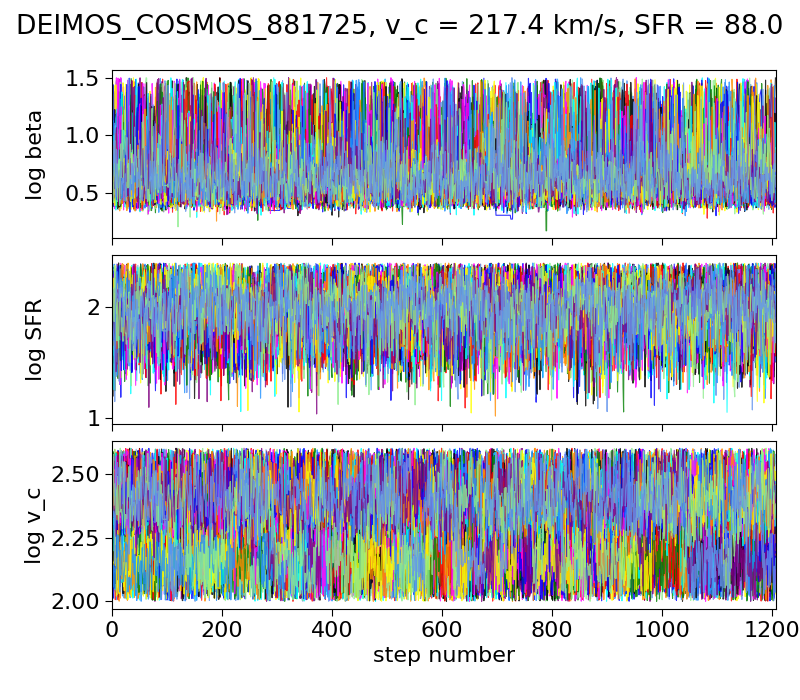 DEIMOS_COSMOS_881725, v_c = 217.4 km/s, SFR = 88.0
1.5
1.0
0.5
log beta
2
1
log SFR
2.50
2.25
2.00
log v_c
0 200 400 600 800 1000 1200
step number